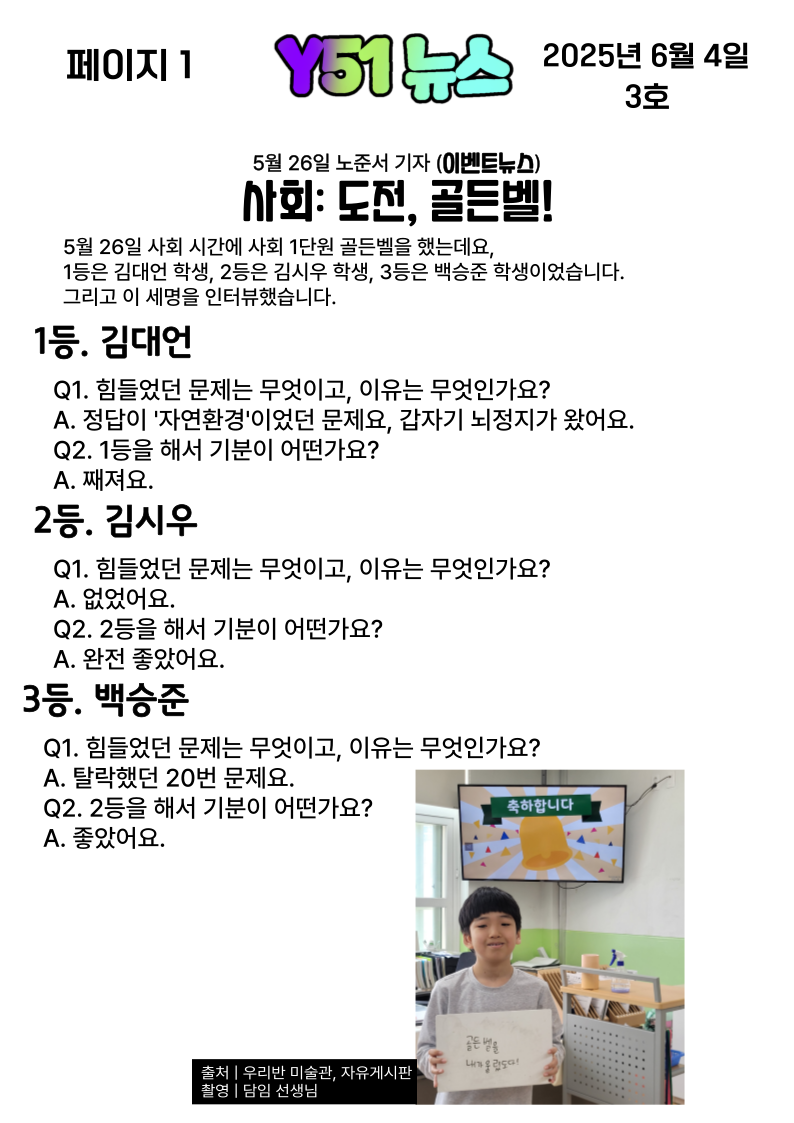 페이지 1
Y51 뉴스
2025년 6월 4일
3호
5월 26일 노준서 기자 (이벤트뉴스)
사회: 도전, 골든벨!
5월 26일 사회 시간에 사회 1단원 골든벨을 했는데요,
1등은 김대언 학생, 2등은 김시우 학생, 3등은 백승준 학생이었습니다.
그리고 이 세명을 인터뷰했습니다.
1등. 김대언
Q1. 힘들었던 문제는 무엇이고, 이유는 무엇인가요?
A. 정답이 '자연환경'이었던 문제요, 갑자기 뇌정지가 왔어요.
Q2. 1등을 해서 기분이 어떤가요?
A. 째져요.
2등. 김시우
Q1. 힘들었던 문제는 무엇이고, 이유는 무엇인가요?
A. 없었어요.
Q2. 2등을 해서 기분이 어떤가요?
A. 완전 좋았어요.
3등. 백승준
Q1. 힘들었던 문제는 무엇이고, 이유는 무엇인가요?
A. 탈락했던 20번 문제요.
Q2. 2등을 해서 기분이 어떤가요?
A. 좋았어요.
축하합니다
골든벨을
내가 울렸도다!
출처 | 우리반 미술관, 자유게시판
촬영 | 담임 선생님